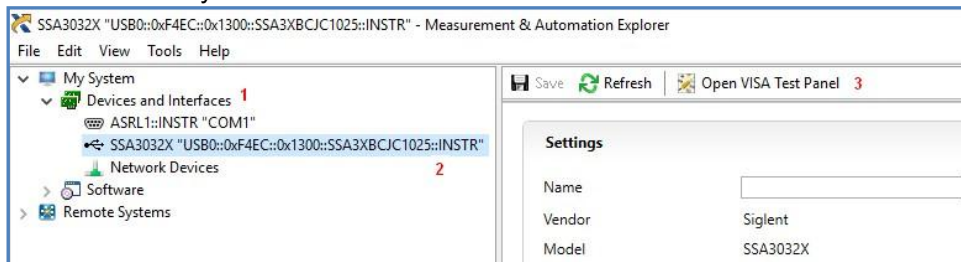 SSA3032X "USB0::0xF4EC::0x1300::SSA3XBCJC1025::INSTR" - Measurement & Automation Explorer
File Edit View Tools Help
My System
Devices and Interfaces 1
ASRL1::INSTR "COM1"
SSA3032X "USB0::0xF4EC::0x1300::SSA3XBCJC1025::INSTR"
Network Devices 2
Software
Remote Systems
Save Refresh Open VISA Test Panel 3
Settings
Name
Vendor Siglent
Model SSA3032X